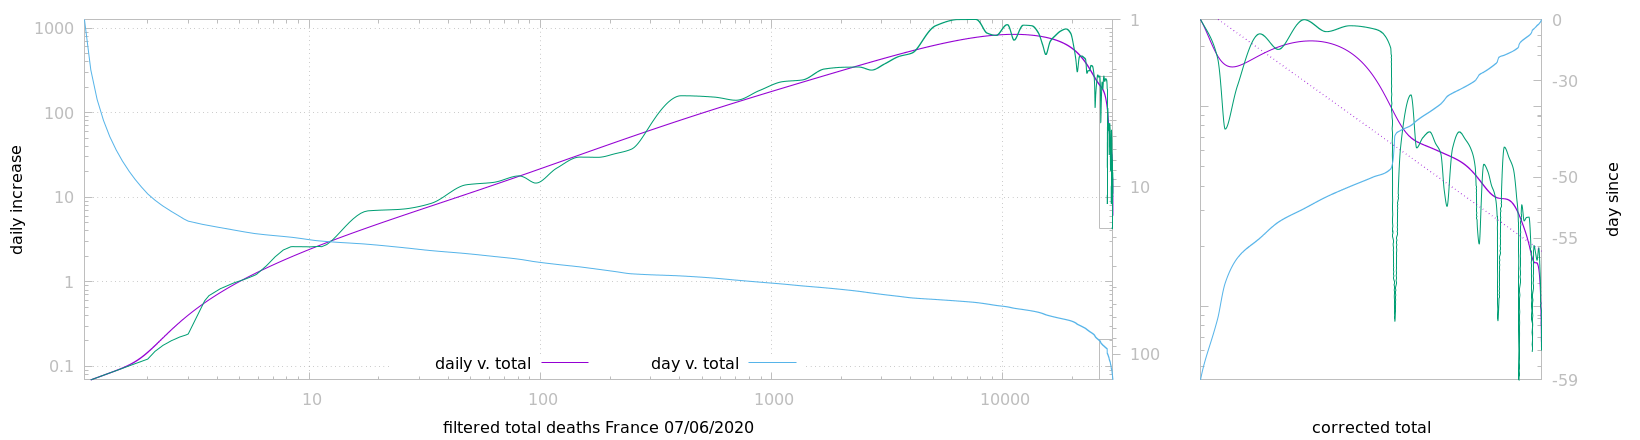 1000
100
10
1
0.1
daily increase
daily v. total
day v. total
10
100
1000
10000
filtered total deaths France 07/06/2020
1
10
100
0
-30
-50
-55
-59
day since
corrected total